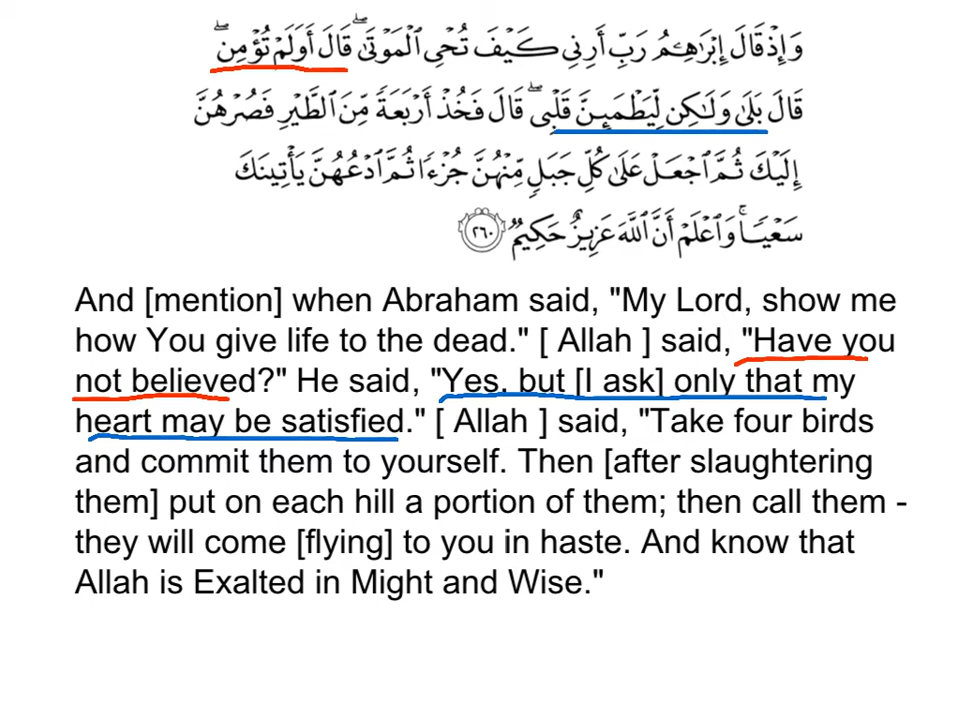 وَإِذْ قَالَ إِبْرَٰهِـۧمُ رَبِّ أَرِنِي كَيْفَ تُحْيِ ٱلْمَوْتَىٰ ۖ قَالَ أَوَلَمْ تُؤْمِن ۖ
قَالَ بَلَىٰ وَلَـٰكِن لِّيَطْمَئِنَّ قَلْبِى ۖ قَالَ فَخُذْ أَرْبَعَةً مِّنَ ٱلطَّيْرِ فَصُرْهُنَّ
إِلَيْكَ ثُمَّ ٱجْعَلْ عَلَىٰ كُلِّ جَبَلٍ مِّنْهُنَّ جُزْءًا ثُمَّ ٱدْعُهُنَّ يَأْتِينَكَ
سَعْيًا ۚ وَٱعْلَمْ أَنَّ ٱللَّهَ عَزِيزٌ حَكِيمٌ ٢٦٠
And [mention] when Abraham said, "My Lord, show me
how You give life to the dead." [ Allah ] said, "Have you
not believed?" He said, "Yes, but [I ask] only that my
heart may be satisfied." [ Allah ] said, "Take four birds
and commit them to yourself. Then [after slaughtering
them] put on each hill a portion of them; then call them -
they will come [flying] to you in haste. And know that
Allah is Exalted in Might and Wise."